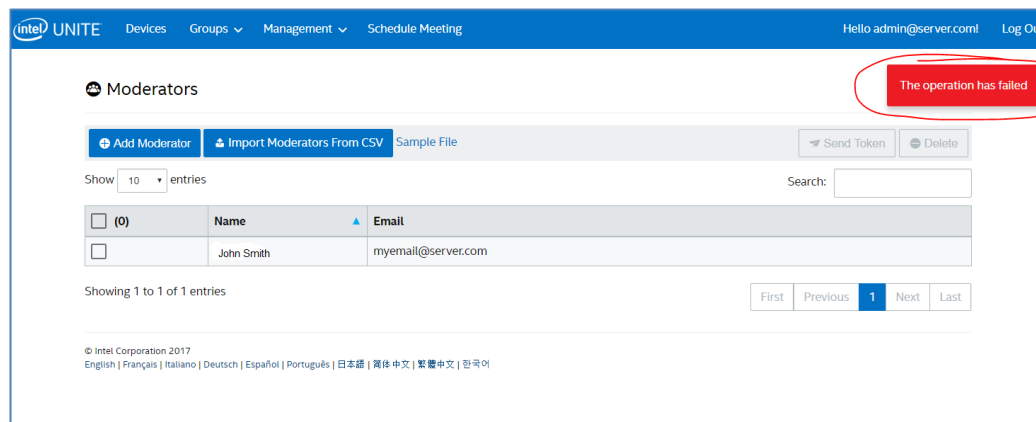 intel UNITE Devices Groups Management Schedule Meeting Hello admin@server.com! Log Ou
Moderators
The operation has failed
Add Moderator Import Moderators From CSV Sample File Send Token Delete
Show 10 entries Search:
(0) Name Email
John Smith myemail@server.com
Showing 1 to 1 of 1 entries First Previous 1 Next Last
© Intel Corporation 2017
English | Français | Italiano | Deutsch | Español | Português | 日本語 | 简体中文 | 繁體中文 | 한국어